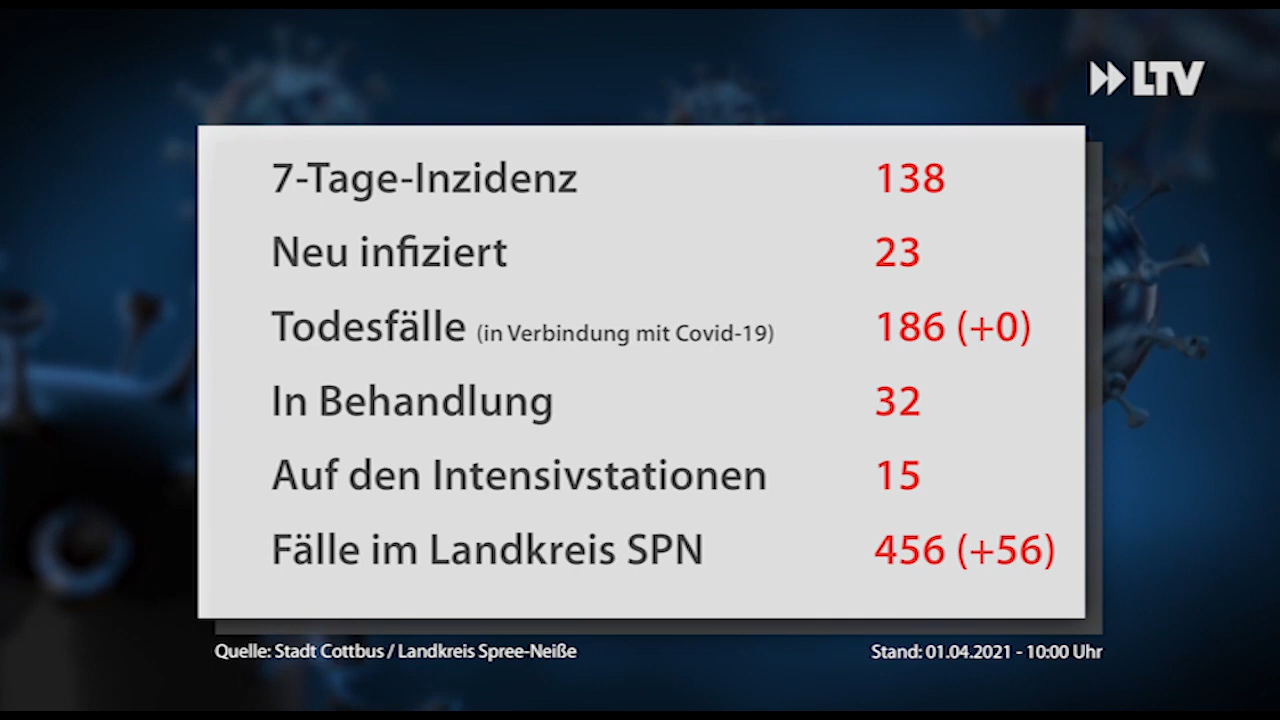 LTV
7-Tage-Inzidenz 138
Neu infiziert 23
Todesfälle (in Verbindung mit Covid-19) 186 (+0)
In Behandlung 32
Auf den Intensivstationen 15
Fälle im Landkreis SPN 456 (+56)
Quelle: Stadt Cottbus / Landkreis Spree-Neiße Stand: 01.04.2021 - 10:00 Uhr